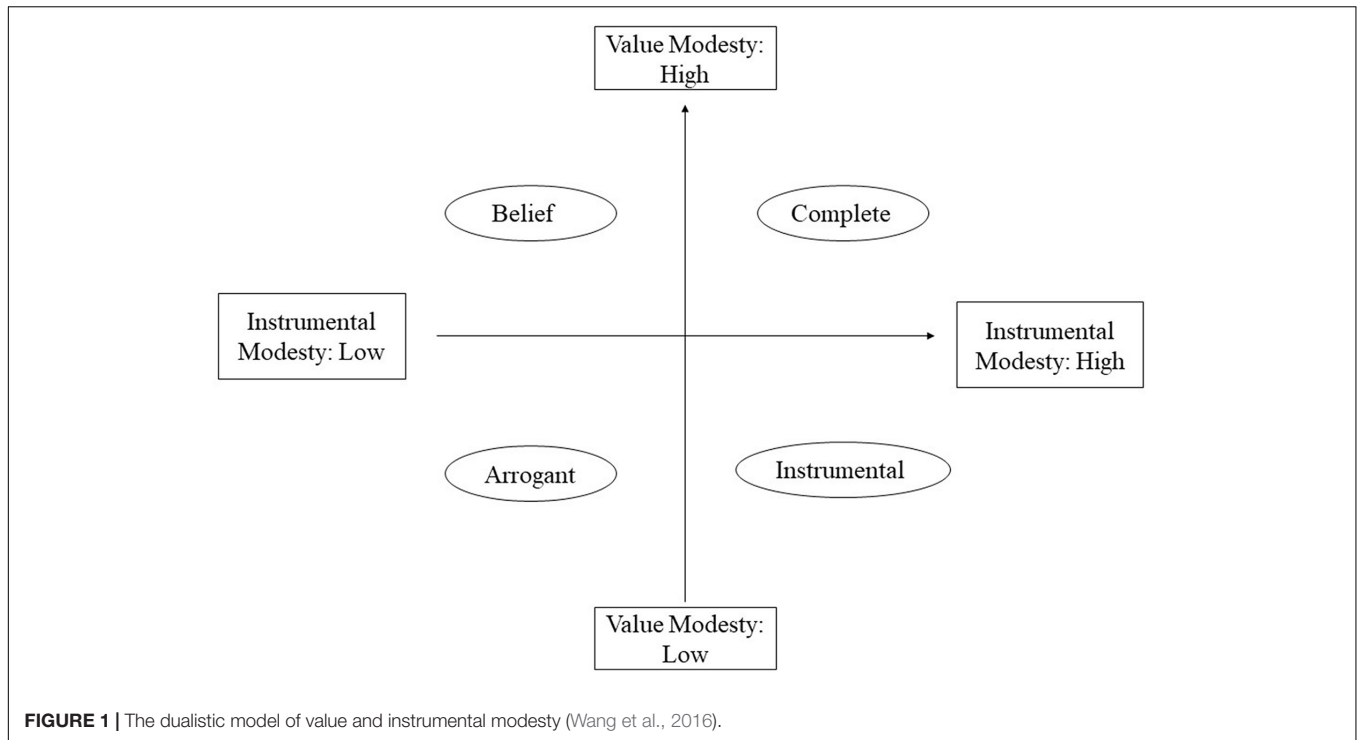 Value Modesty:
High
Belief
Complete
Instrumental
Modesty: Low
Instrumental
Modesty: High
Arrogant
Instrumental
Value Modesty:
Low
FIGURE 1 | The dualistic model of value and instrumental modesty (Wang et al., 2016).